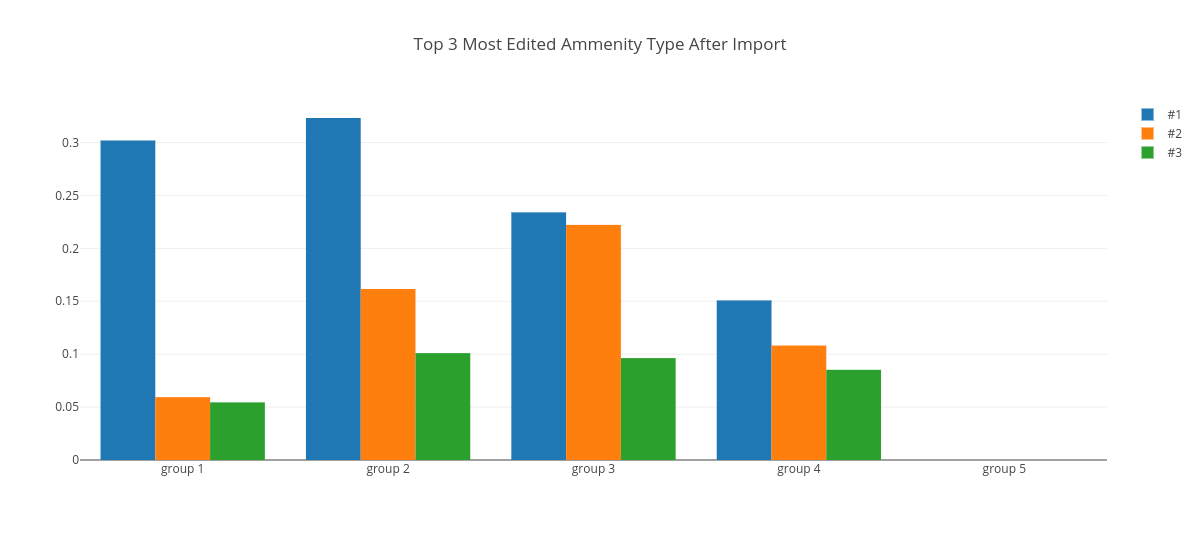 Top 3 Most Edited Ammenity Type After Import
#1
#2
#3
0.3
0.25
0.2
0.15
0.1
0.05
0
group 1
group 2
group 3
group 4
group 5